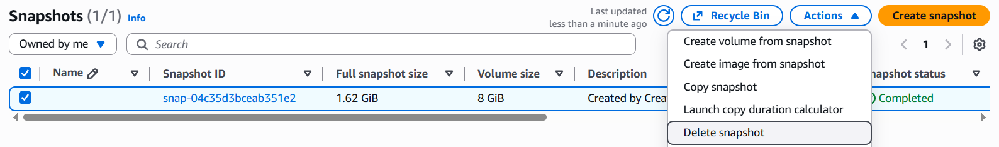 Snapshots (1/1) Info
Last updated
less than a minute ago
Recycle Bin
Actions
Create snapshot
Owned by me
Search
1
Name
Snapshot ID
Full snapshot size
Volume size
Description
napshot status
snap-04c35d3bceab351e2
1.62 GiB
8 GiB
Created by Crea
Completed
Create volume from snapshot
Create image from snapshot
Copy snapshot
Launch copy duration calculator
Delete snapshot